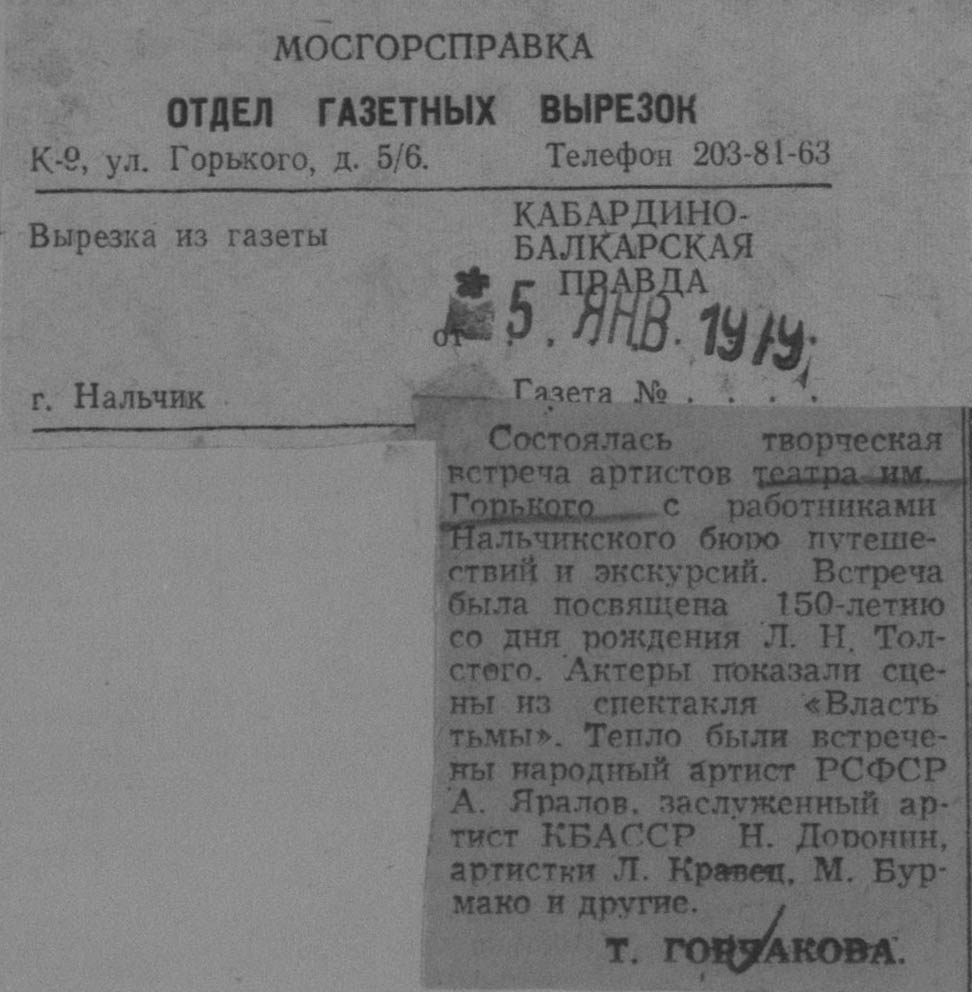 МОСГОРСПРАВКА
ОТДЕЛ ГАЗЕТНЫХ ВЫРЕЗОК
К-9, ул. Горького, д. 5/6. Телефон 203-81-63
Вырезка из газеты
КАБАРДИНО-
БАЛКАРСКАЯ
ПРАВДА
от 5 ЯНВ. 1979
г. Нальчик
Газета № . . . .
Состоялась творческая
встреча артистов театра им.
Горького с работниками
Нальчикского бюро путеше-
ствий и экскурсий. Встреча
была посвящена 150-летию
со дня рождения Л. Н. Тол-
стого. Актеры показали сце-
ны из спектакля «Власть
тьмы». Тепло были встрече-
ны народный артист РСФСР
А. Яралов, заслуженный ар-
тист КБАССР Н. Доронин,
артистки Л. Кравец, М. Бур-
мако и другие.
Т. ГОРЧАКОВА.